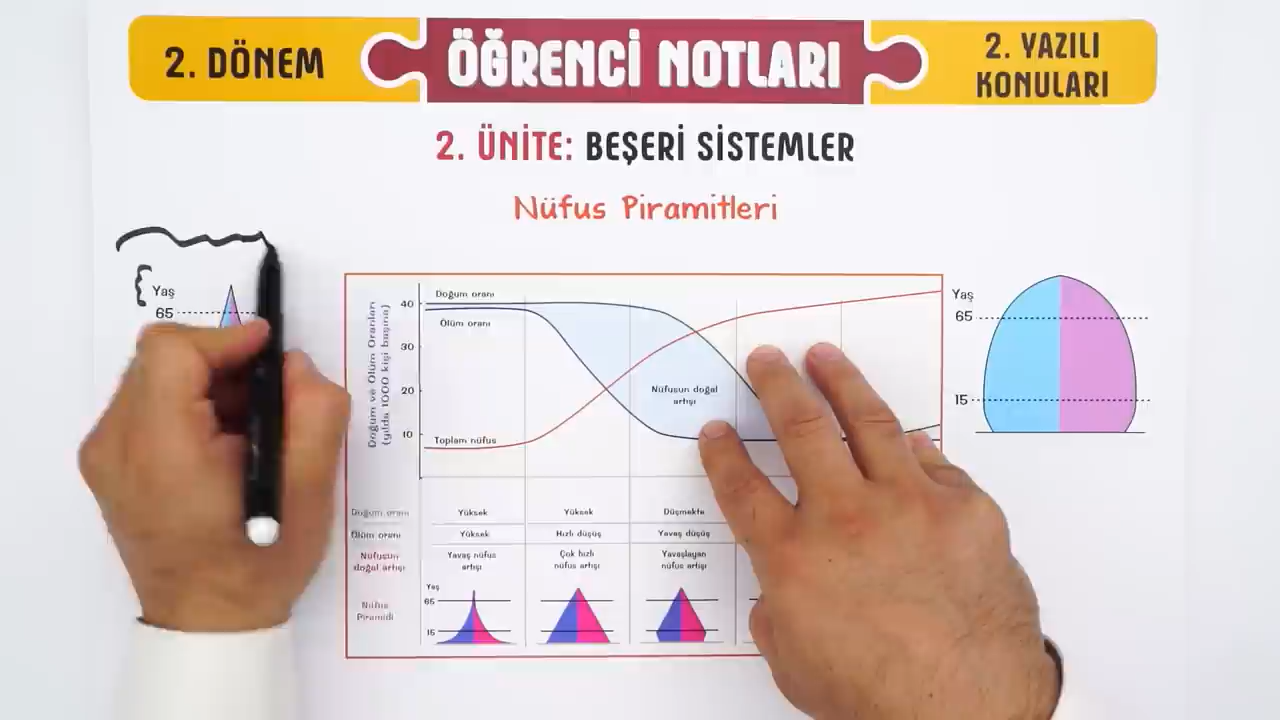 2. DÖNEM
ÖĞRENCİ NOTLARI
2. YAZILI
KONULARI
2. ÜNİTE: BEŞERİ SİSTEMLER
Nüfus Piramitleri
Yaş
65
Doğum ve Ölüm Oranları
(yılda 1000 kişi başına)
40
30
20
10
Doğum oranı
Ölüm oranı
Toplam nüfus
Nüfusun doğal
artışı
Doğum oranı
Yüksek
Yüksek
Düşmekte
Ölüm oranı
Yüksek
Hızlı düşüş
Yavaş düşüş
Nüfusun
doğal artışı
Yavaş nüfus
artışı
Çok hızlı
nüfus artışı
Yavaşlayan
nüfus artışı
Nüfus
Piramidi
Yaş
65
15
Yaş
65
15